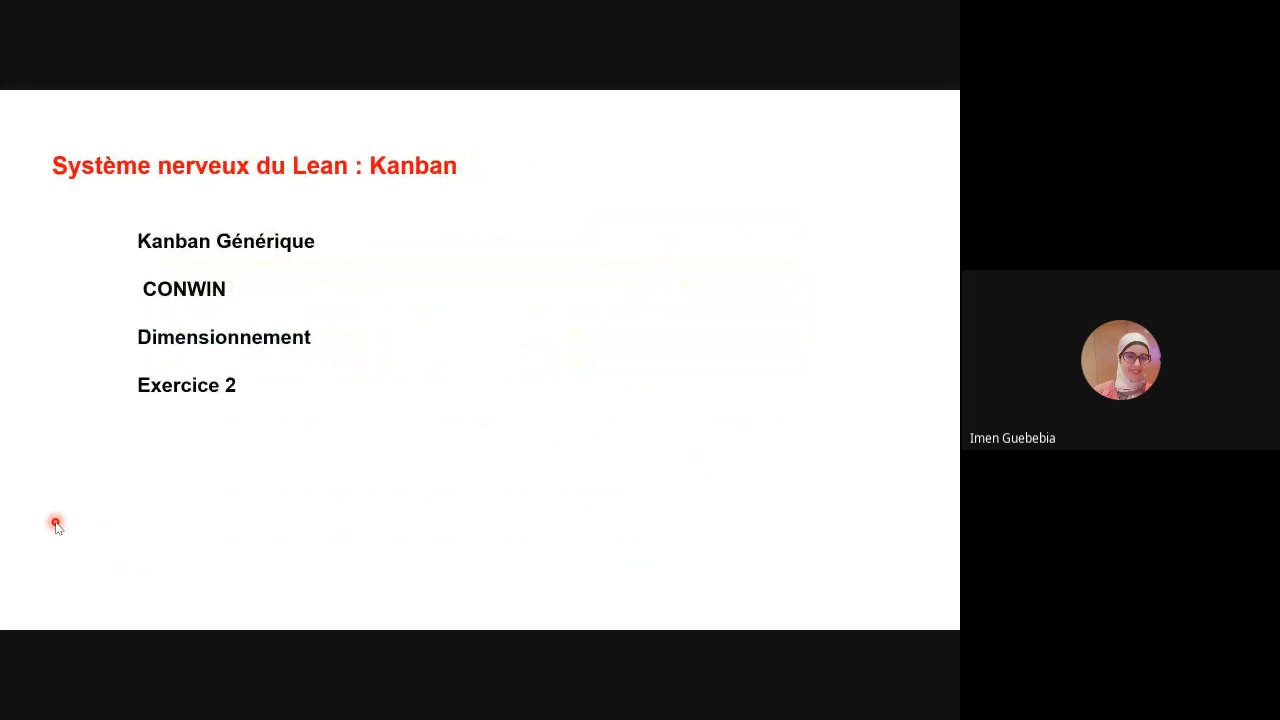 Système nerveux du Lean : Kanban
Kanban Générique
CONWIN
Dimensionnement
Exercice 2
Imen Guebebia